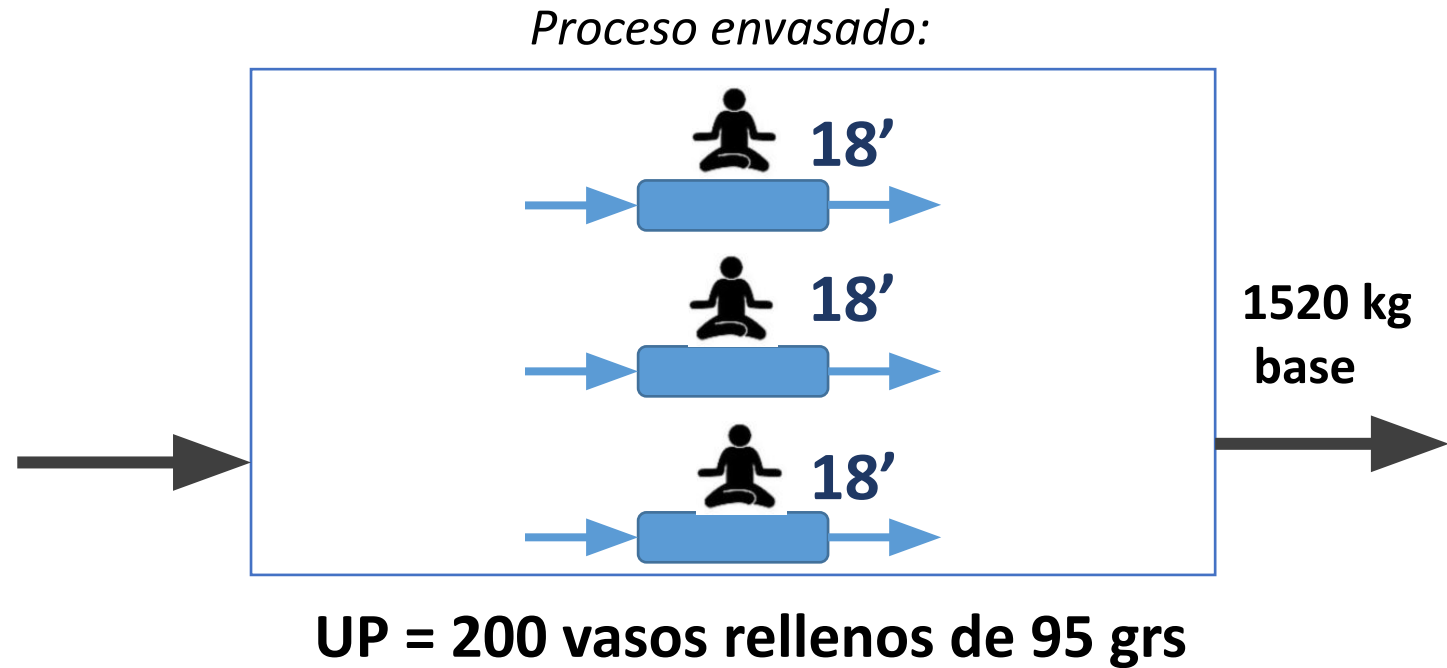 Proceso envasado:
18’
18’
18’
1520 kg
base
UP = 200 vasos rellenos de 95 grs